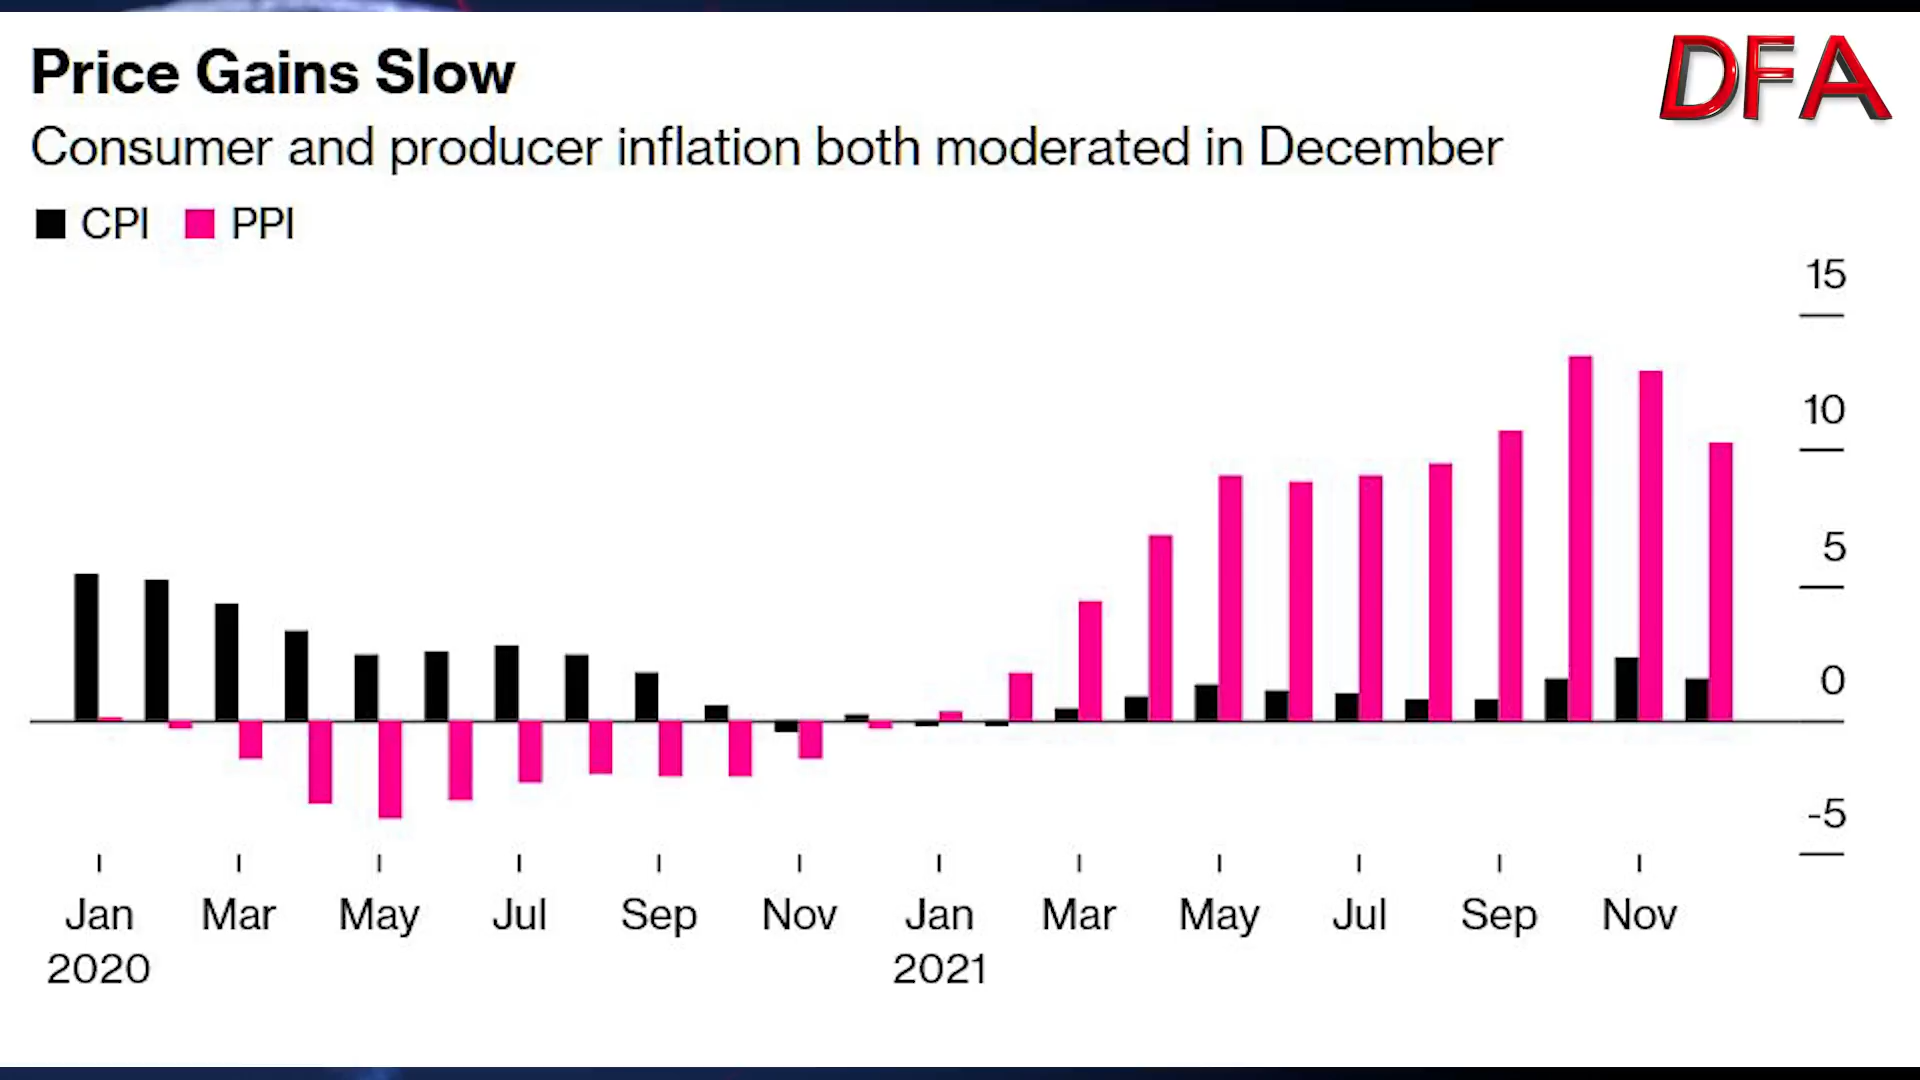 DFA
Price Gains Slow
Consumer and producer inflation both moderated in December
CPI PPI
15
10
5
0
-5
Jan Mar May Jul Sep Nov Jan Mar May Jul Sep Nov
2020 2021